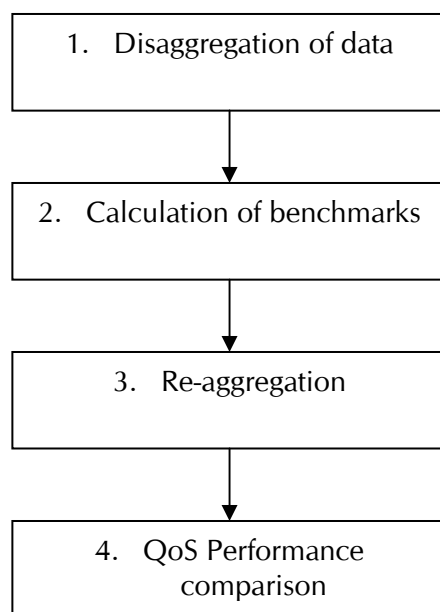 1. Disaggregation of data
2. Calculation of benchmarks
3. Re-aggregation
4. QoS Performance
comparison